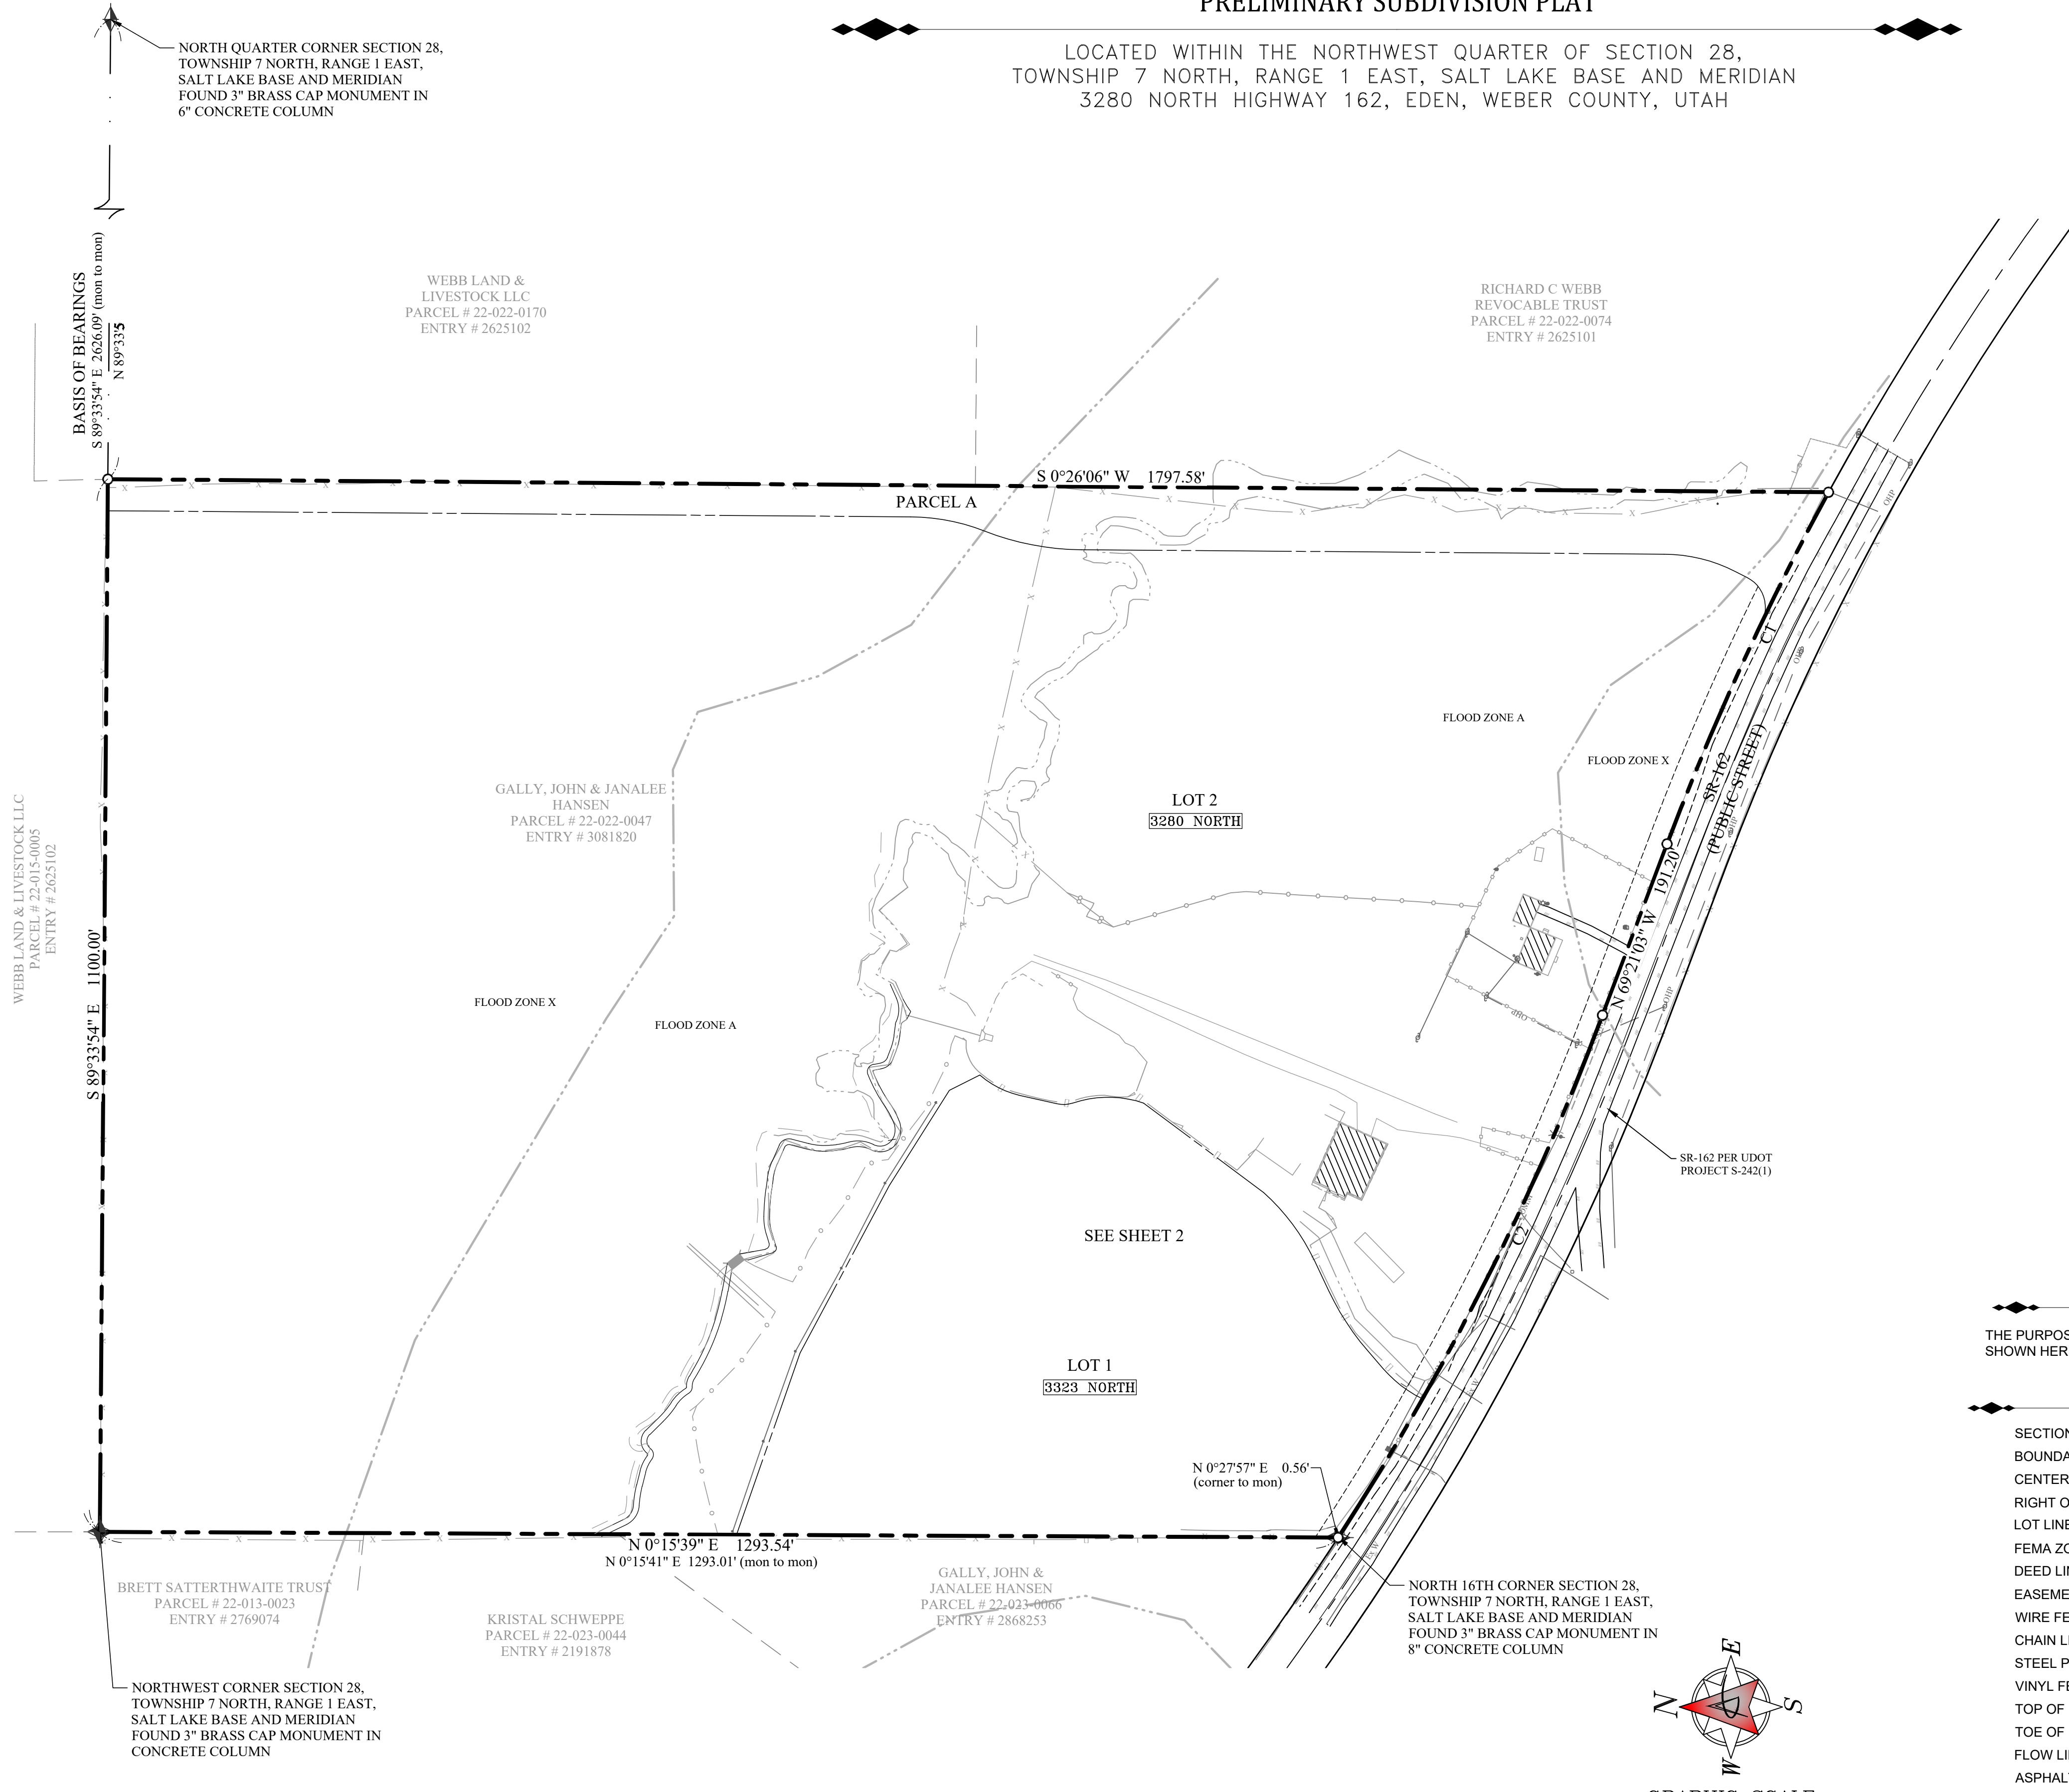 PRELIMINARY SUBDIVISION PLAT
LOCATED WITHIN THE NORTHWEST QUARTER OF SECTION 28,
TOWNSHIP 7 NORTH, RANGE 1 EAST, SALT LAKE BASE AND MERIDIAN
3280 NORTH HIGHWAY 162, EDEN, WEBER COUNTY, UTAH
NORTH QUARTER CORNER SECTION 28,
TOWNSHIP 7 NORTH, RANGE 1 EAST,
SALT LAKE BASE AND MERIDIAN
FOUND 3" BRASS CAP MONUMENT IN
6" CONCRETE COLUMN
BASIS OF BEARINGS
S 89°33'54" E 2626.09' (mon to mon)
N 89°33'5
WEBB LAND &
LIVESTOCK LLC
PARCEL # 22-022-0170
ENTRY # 2625102
RICHARD C WEBB
REVOCABLE TRUST
PARCEL # 22-022-0074
ENTRY # 2625101
S 0°26'06" W 1797.58'
PARCEL A
OHP
C1
OHP
FLOOD ZONE A
FLOOD ZONE X
SR-162
(PUBLIC STREET)
GALLY, JOHN & JANALEE
HANSEN
PARCEL # 22-022-0047
ENTRY # 3081820
LOT 2
3280 NORTH
OHP
191.20'
N 69°21'03" W
WEBB LAND & LIVESTOCK LLC
PARCEL # 22-015-0005
ENTRY # 2625102
S 89°33'54" E 1100.00'
FLOOD ZONE X
FLOOD ZONE A
OHP
OHP
SR-162 PER UDOT
PROJECT S-242(1)
SEE SHEET 2
C2
Ex W
LOT 1
3323 NORTH
Ex W
N 0°27'57" E 0.56'
(corner to mon)
Ex W
N 0°15'39" E 1293.54'
N 0°15'41" E 1293.01' (mon to mon)
BRETT SATTERTHWAITE TRUST
PARCEL # 22-013-0023
ENTRY # 2769074
KRISTAL SCHWEPPE
PARCEL # 22-023-0044
ENTRY # 2191878
GALLY, JOHN &
JANALEE HANSEN
PARCEL # 22-023-0066
ENTRY # 2868253
NORTH 16TH CORNER SECTION 28,
TOWNSHIP 7 NORTH, RANGE 1 EAST,
SALT LAKE BASE AND MERIDIAN
FOUND 3" BRASS CAP MONUMENT IN
8" CONCRETE COLUMN
NORTHWEST CORNER SECTION 28,
TOWNSHIP 7 NORTH, RANGE 1 EAST,
SALT LAKE BASE AND MERIDIAN
FOUND 3" BRASS CAP MONUMENT IN
CONCRETE COLUMN
N
E
S
W
GRAPHIC SCALE
THE PURPOS
SHOWN HER
SECTION
BOUNDA
CENTER
RIGHT O
LOT LINE
FEMA ZO
DEED LIN
EASEME
WIRE FE
CHAIN L
STEEL P
VINYL FE
TOP OF
TOE OF
FLOW LI
ASPHAL